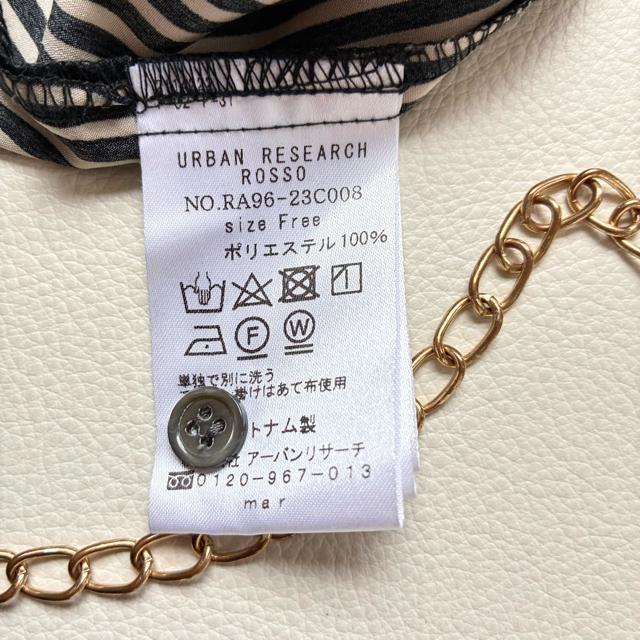 URBAN RESEARCH
ROSSO
NO.RA96-23C008
size Free
ポリエステル100%
F W
単独で別に洗う
掛けはあて布使用
トナム製
アーバンリサーチ
0120-967-013
mar